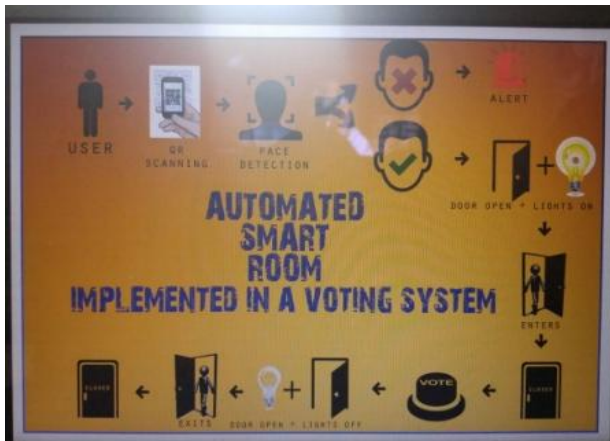 USER
QR
SCANNING
FACE
DETECTION
ALERT
DOOR OPEN + LIGHTS ON
AUTOMATED
SMART
ROOM
IMPLEMENTED IN A VOTING SYSTEM
ENTERS
CLOSED
EXITS
DOOR OPEN + LIGHTS OFF
VOTE
CLOSED